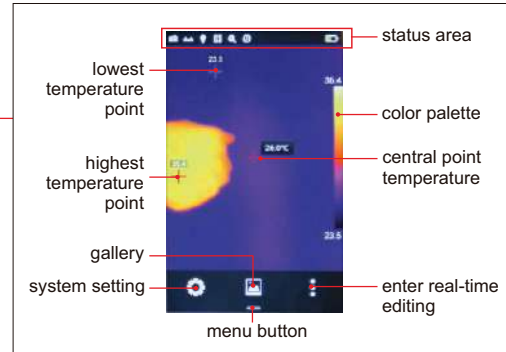 status area
23.5
lowest
temperature
point
36.4
color palette
26.0°C
central point
temperature
highest
temperature
point
23.5
gallery
system setting
enter real-time
editing
menu button